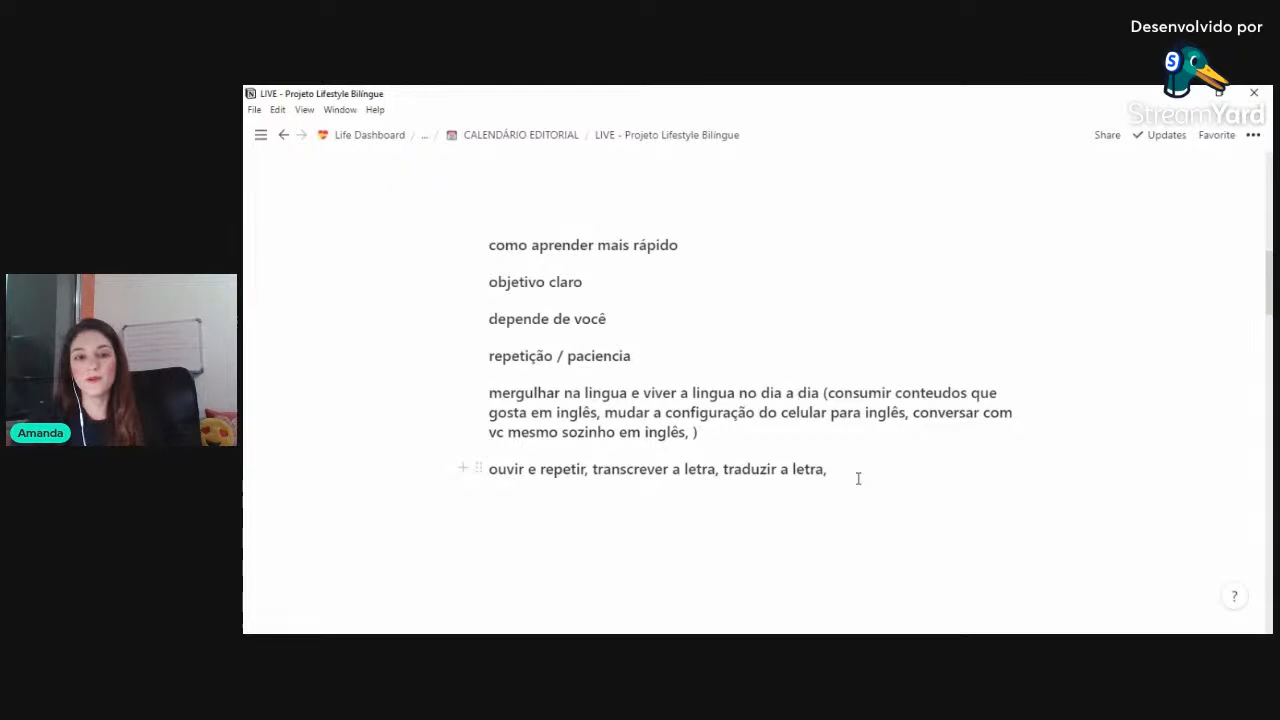 Desenvolvido por
S
StreamYard
LIVE - Projeto Lifestyle Bilíngue
File Edit View Window Help
Life Dashboard / ... / CALENDÁRIO EDITORIAL / LIVE - Projeto Lifestyle Bilíngue
Share Updates Favorite •••
como aprender mais rápido
objetivo claro
depende de você
repetição / paciencia
mergulhar na lingua e viver a lingua no dia a dia (consumir conteudos que
gosta em inglês, mudar a configuração do celular para inglês, conversar com
vc mesmo sozinho em inglês, )
ouvir e repetir, transcrever a letra, traduzir a letra,
Amanda
?